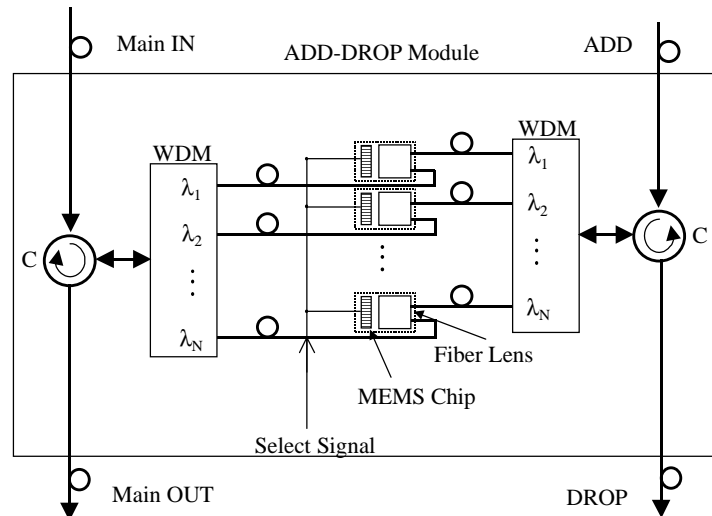 Main IN
ADD-DROP Module
ADD
WDM
WDM
λ1
λ1
λ2
λ2
C
C
λN
λN
Fiber Lens
MEMS Chip
Select Signal
Main OUT
DROP